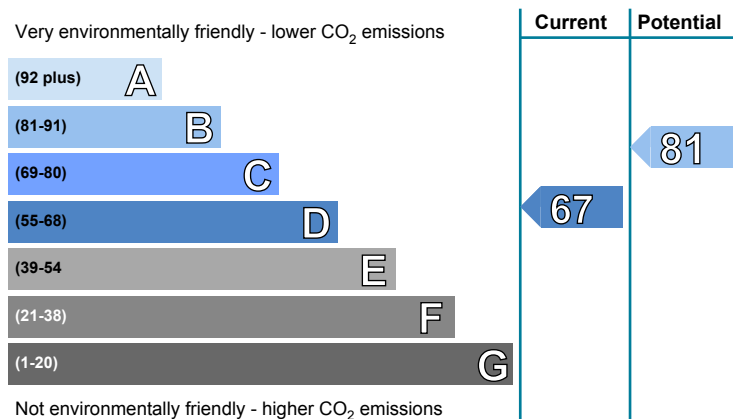 Current Potential
Very environmentally friendly - lower CO2 emissions
(92 plus) A
(81-91) B
81
(69-80) C
67
(55-68) D
(39-54 E
(21-38) F
(1-20) G
Not environmentally friendly - higher CO2 emissions